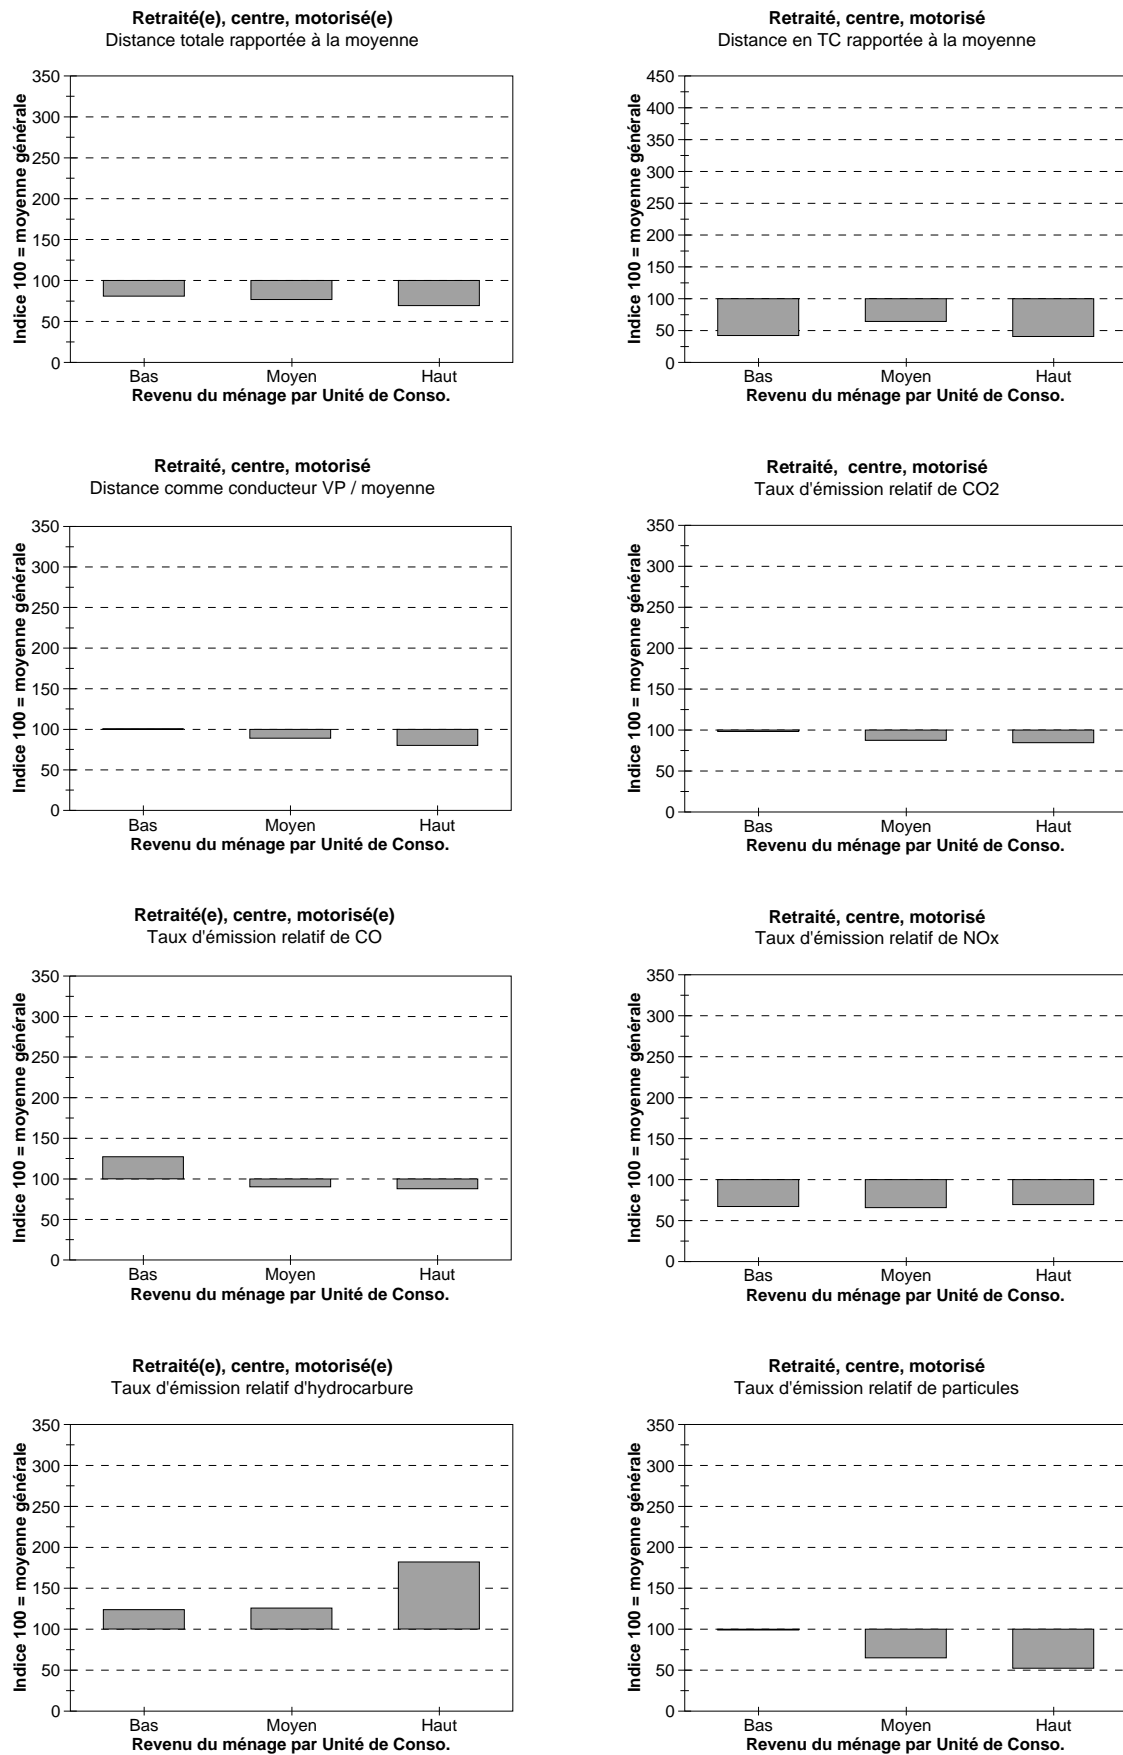 Retraité(e), centre, motorisé(e)
Distance totale rapportée à la moyenne
Indice 100 = moyenne générale
350
300
250
200
150
100
50
0
Bas Moyen Haut
Revenu du ménage par Unité de Conso.
Retraité, centre, motorisé
Distance en TC rapportée à la moyenne
Indice 100 = moyenne générale
450
400
350
300
250
200
150
100
50
0
Bas Moyen Haut
Revenu du ménage par Unité de Conso.
Retraité, centre, motorisé
Distance comme conducteur VP / moyenne
Indice 100 = moyenne générale
350
300
250
200
150
100
50
0
Bas Moyen Haut
Revenu du ménage par Unité de Conso.
Retraité, centre, motorisé
Taux d'émission relatif de CO2
Indice 100 = moyenne générale
350
300
250
200
150
100
50
0
Bas Moyen Haut
Revenu du ménage par Unité de Conso.
Retraité(e), centre, motorisé(e)
Taux d'émission relatif de CO
Indice 100 = moyenne générale
350
300
250
200
150
100
50
0
Bas Moyen Haut
Revenu du ménage par Unité de Conso.
Retraité, centre, motorisé
Taux d'émission relatif de NOx
Indice 100 = moyenne générale
350
300
250
200
150
100
50
0
Bas Moyen Haut
Revenu du ménage par Unité de Conso.
Retraité(e), centre, motorisé(e)
Taux d'émission relatif d'hydrocarbure
Indice 100 = moyenne générale
350
300
250
200
150
100
50
0
Bas Moyen Haut
Revenu du ménage par Unité de Conso.
Retraité, centre, motorisé
Taux d'émission relatif de particules
Indice 100 = moyenne générale
350
300
250
200
150
100
50
0
Bas Moyen Haut
Revenu du ménage par Unité de Conso.